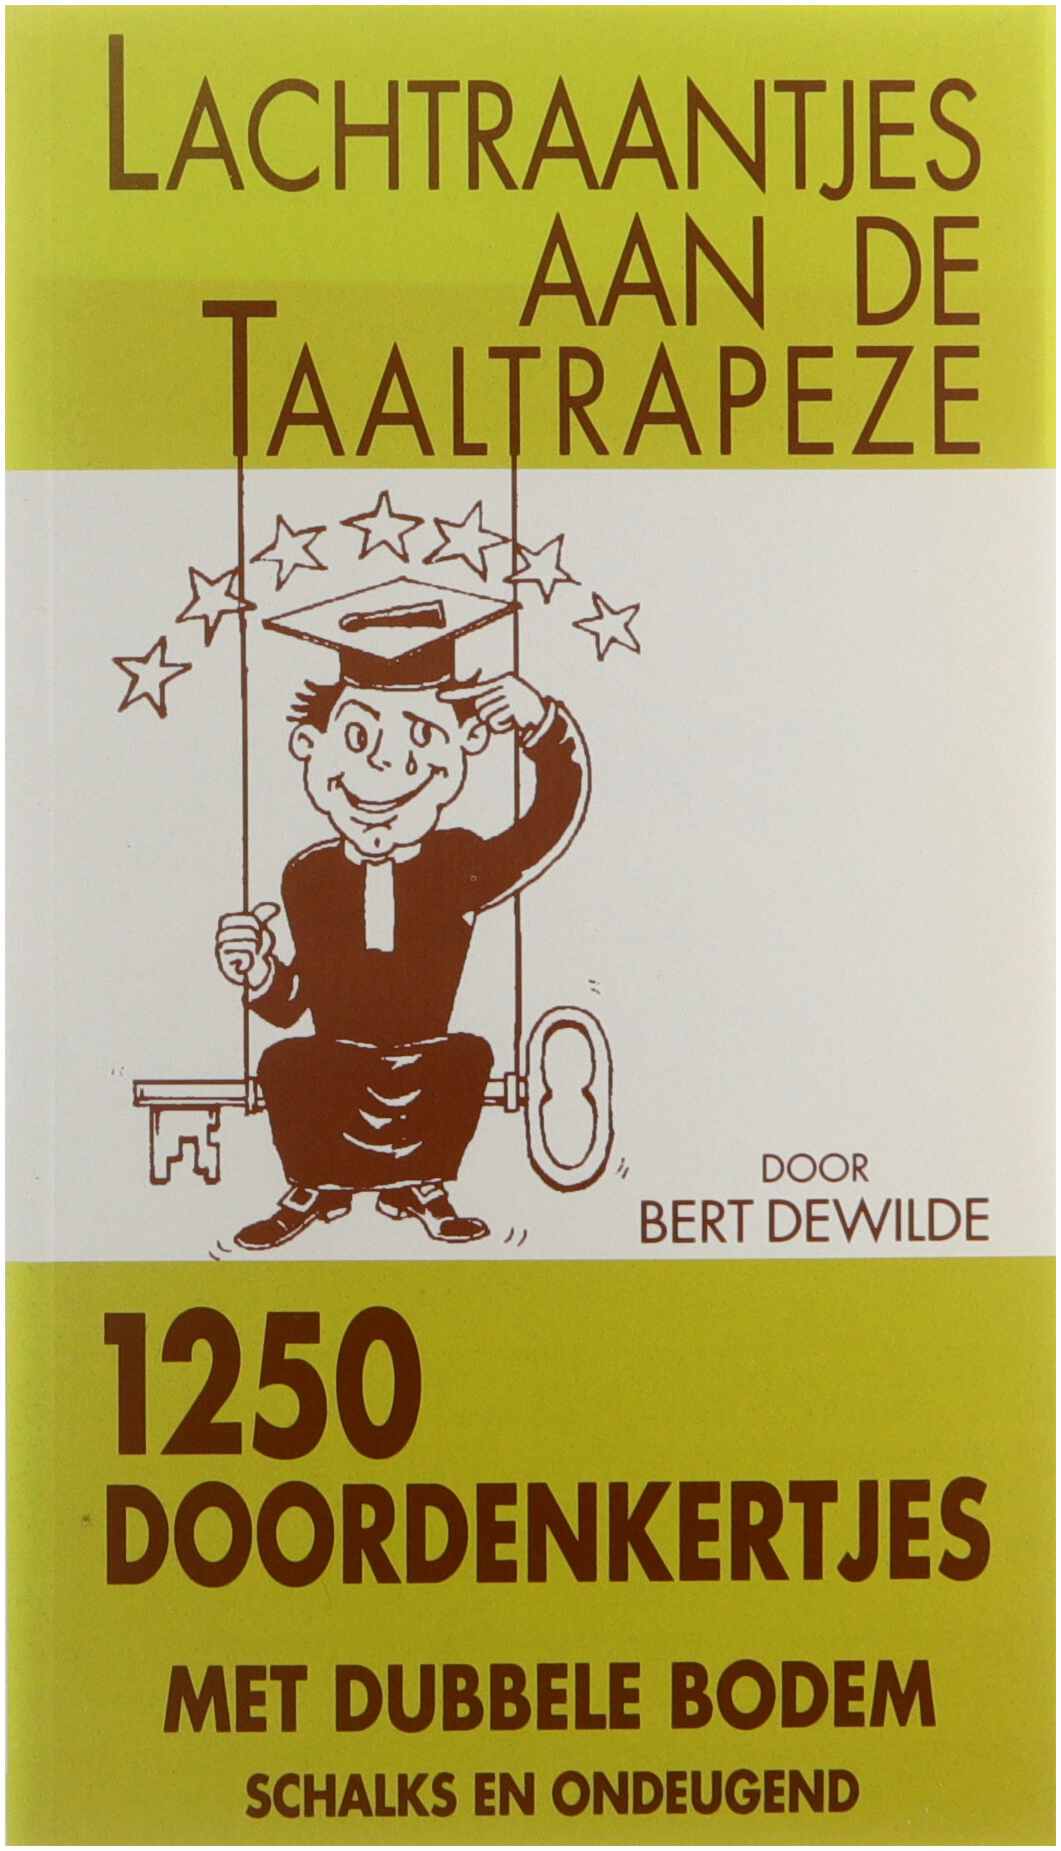 LACHTRAANTJES
AAN DE
TAALTRAPEZE
DOOR
BERT DEWILDE
1250
DOORDENKERTJES
MET DUBBELE BODEM
SCHALKS EN ONDEUGEND